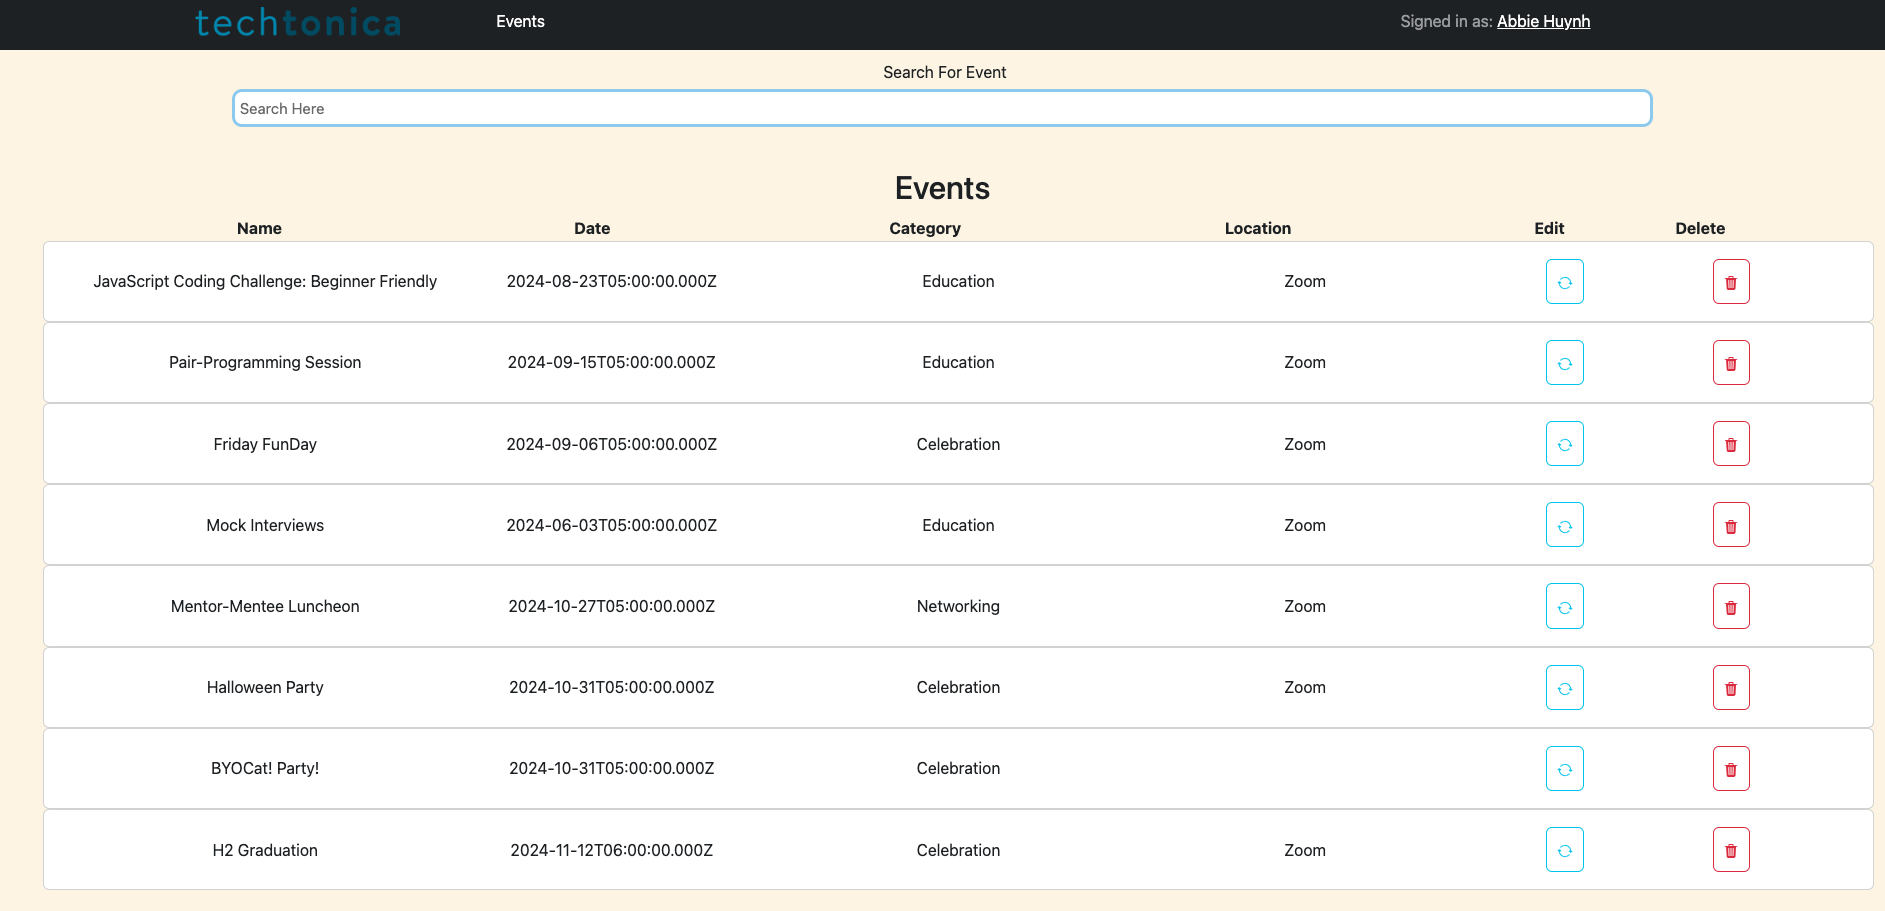 techtonica Events Signed in as: Abbie Huynh
Search For Event
Search Here
Events
Name Date Category Location Edit Delete
JavaScript Coding Challenge: Beginner Friendly 2024-08-23T05:00:00.000Z Education Zoom
Pair-Programming Session 2024-09-15T05:00:00.000Z Education Zoom
Friday FunDay 2024-09-06T05:00:00.000Z Celebration Zoom
Mock Interviews 2024-06-03T05:00:00.000Z Education Zoom
Mentor-Mentee Luncheon 2024-10-27T05:00:00.000Z Networking Zoom
Halloween Party 2024-10-31T05:00:00.000Z Celebration Zoom
BYOCat! Party! 2024-10-31T05:00:00.000Z Celebration
H2 Graduation 2024-11-12T06:00:00.000Z Celebration Zoom